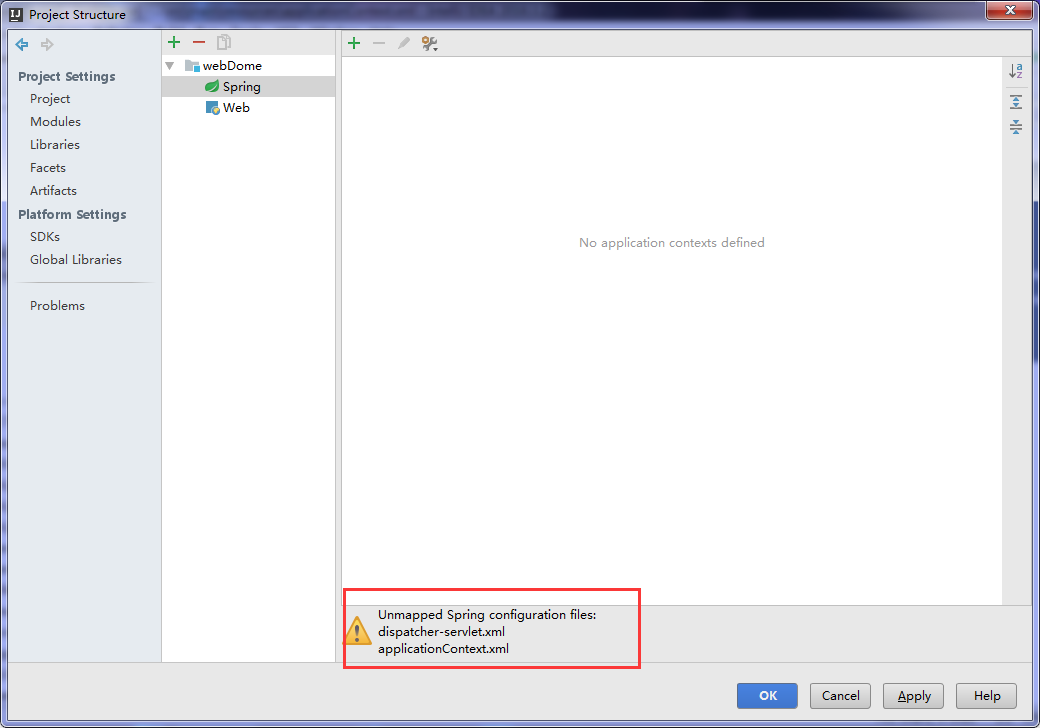 Project Structure
Project Settings
Project
Modules
Libraries
Facets
Artifacts
Platform Settings
SDKs
Global Libraries
Problems
webDome
Spring
Web
No application contexts defined
Unmapped Spring configuration files:
dispatcher-servlet.xml
applicationContext.xml
OK
Cancel
Apply
Help